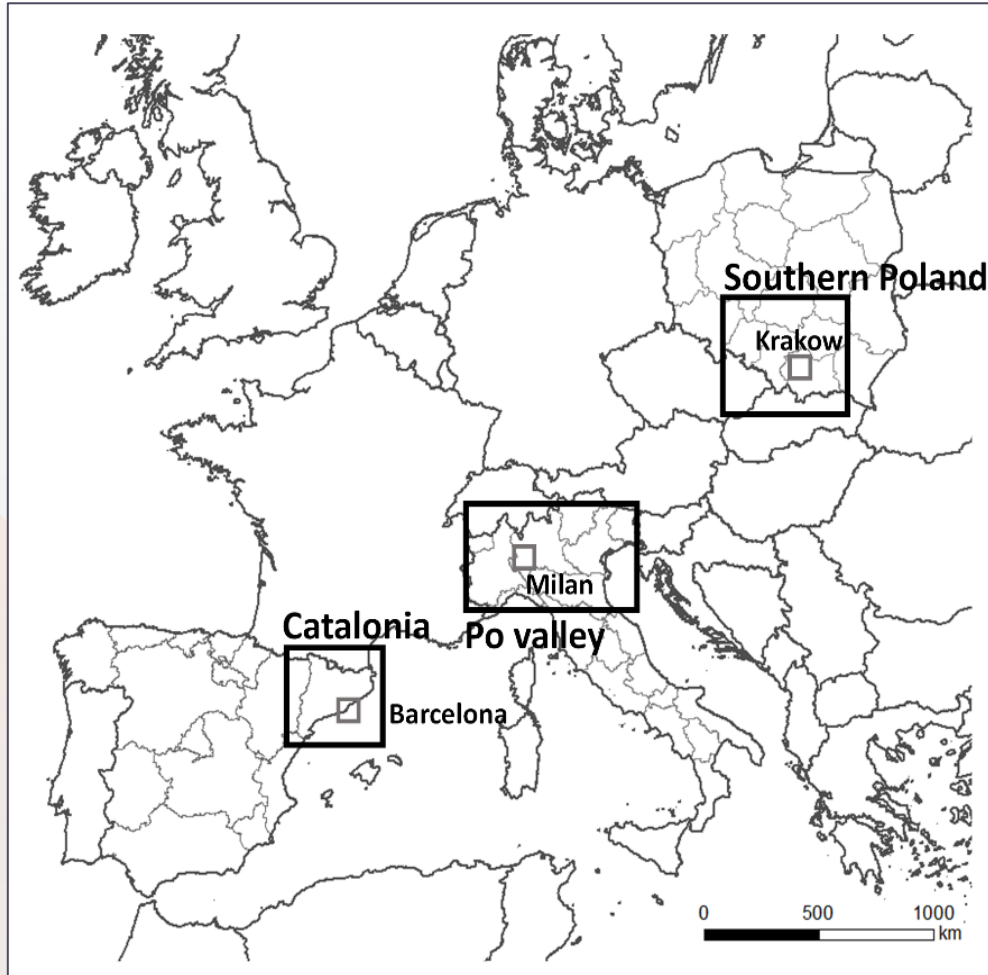 Southern Poland
Krakow
Milan
Po valley
Catalonia
Barcelona
0 500 1000
km